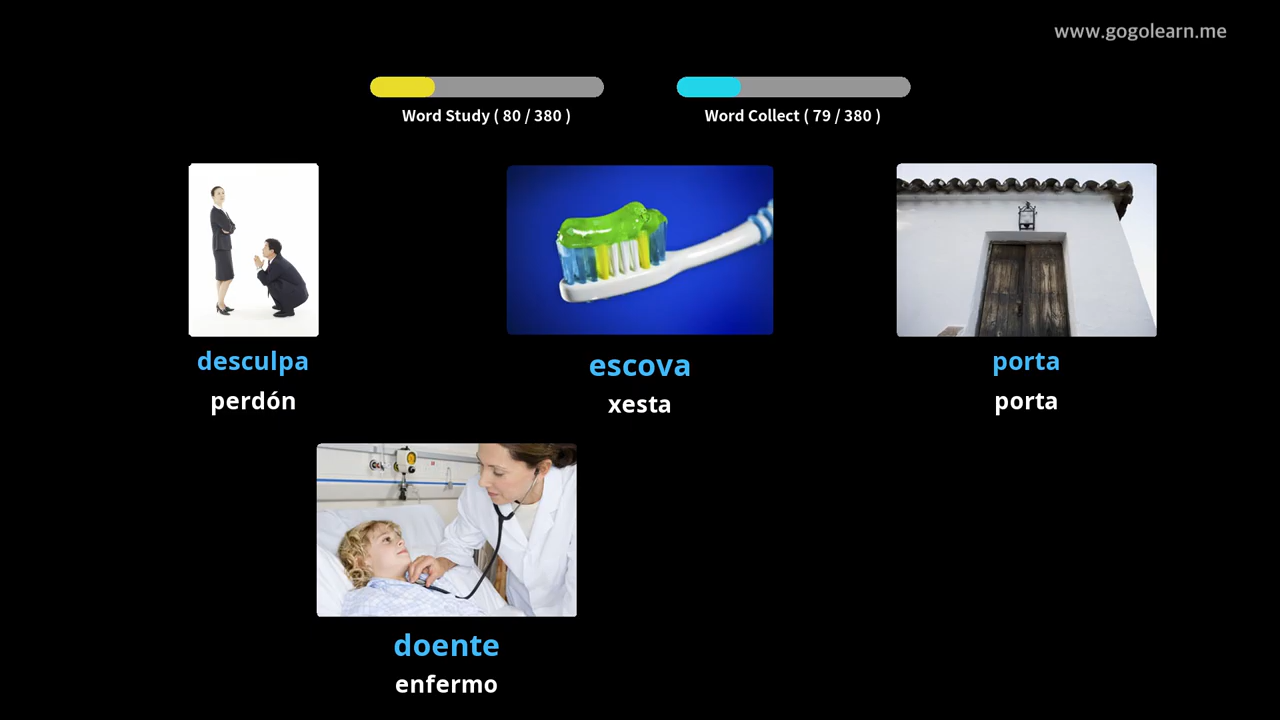 www.gogolearn.me
Word Study ( 80 / 380 )
Word Collect ( 79 / 380 )
desculpa
perdón
escova
xesta
porta
porta
doente
enfermo